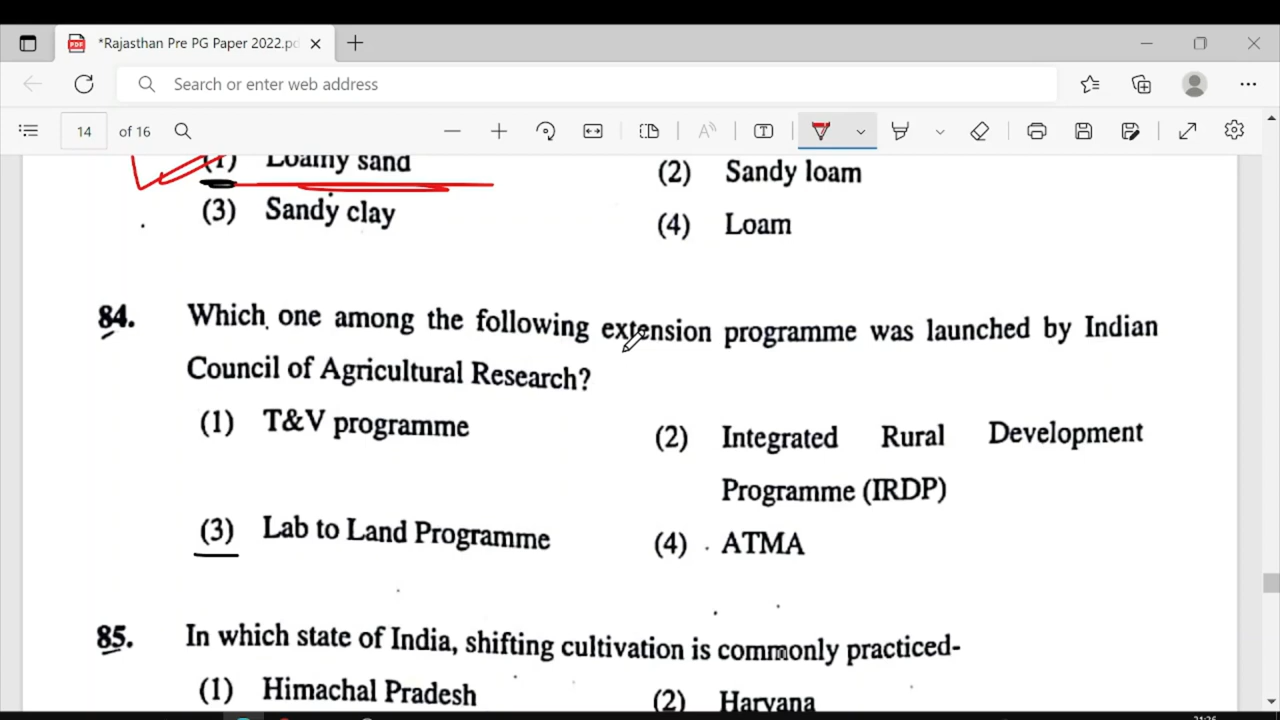 *Rajasthan Pre PG Paper 2022.pd
Search or enter web address
14 of 16
(1) Loamy sand (2) Sandy loam
(3) Sandy clay (4) Loam
84. Which one among the following extension programme was launched by Indian
Council of Agricultural Research?
(1) T&V programme (2) Integrated Rural Development
Programme (IRDP)
(3) Lab to Land Programme (4) ATMA
85. In which state of India, shifting cultivation is commonly practiced-
(1) Himachal Pradesh (2) Haryana